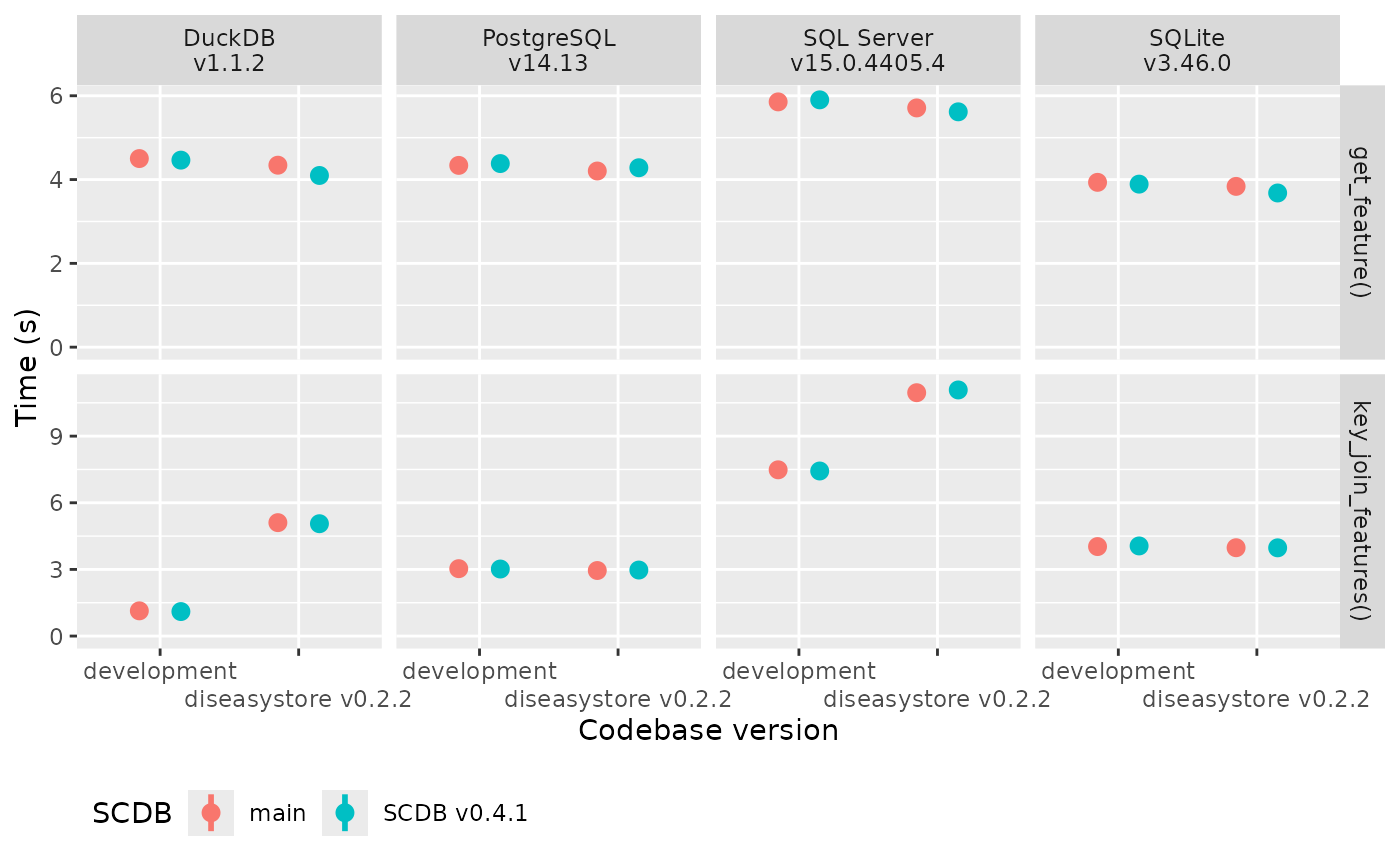 DuckDB
v1.1.2
PostgreSQL
v14.13
SQL Server
v15.0.4405.4
SQLite
v3.46.0
Time (s)
6
4
2
0
get_feature()
9
6
3
0
key_join_features()
development
diseasystore v0.2.2
development
diseasystore v0.2.2
development
diseasystore v0.2.2
development
diseasystore v0.2.2
Codebase version
SCDB main SCDB v0.4.1